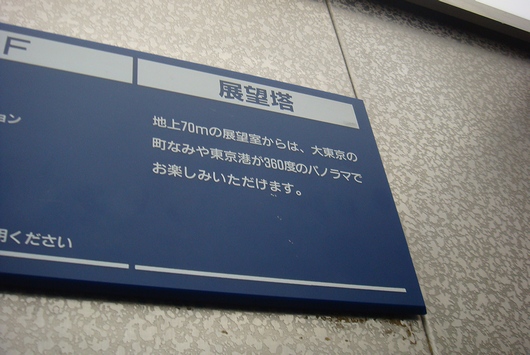 F
展望塔
ョン
地上70mの展望室からは、大東京の
町なみや東京港が360度のパノラマで
お楽しみいただけます。
用ください